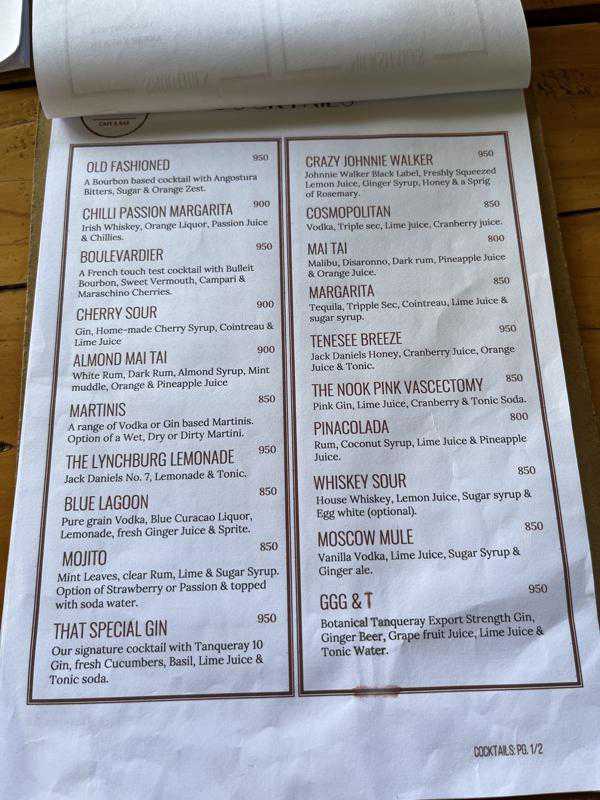 CAFE & BAR
COCKTAILS
OLD FASHIONED 950
A Bourbon based cocktail with Angostura
Bitters, Sugar & Orange Zest.
CHILLI PASSION MARGARITA 900
Irish Whiskey, Orange Liquor, Passion Juice
& Chillies.
BOULEVARDIER 950
A French touch test cocktail with Bulleit
Bourbon, Sweet Vermouth, Campari &
Maraschino Cherries.
CHERRY SOUR 900
Gin, Home-made Cherry Syrup, Cointreau &
Lime Juice
ALMOND MAI TAI 900
White Rum, Dark Rum, Almond Syrup, Mint
muddle, Orange & Pineapple Juice
MARTINIS 850
A range of Vodka or Gin based Martinis.
Option of a Wet, Dry or Dirty Martini.
THE LYNCHBURG LEMONADE 950
Jack Daniels No. 7, Lemonade & Tonic.
BLUE LAGOON 850
Pure grain Vodka, Blue Curacao Liquor,
Lemonade, fresh Ginger Juice & Sprite.
MOJITO 850
Mint Leaves, clear Rum, Lime & Sugar Syrup.
Option of Strawberry or Passion & topped
with soda water.
THAT SPECIAL GIN 950
Our signature cocktail with Tanqueray 10
Gin, fresh Cucumbers, Basil, Lime Juice &
Tonic soda.
CRAZY JOHNNIE WALKER 950
Johnnie Walker Black Label, Freshly Squeezed
Lemon Juice, Ginger Syrup, Honey & a Sprig
of Rosemary.
COSMOPOLITAN 850
Vodka, Triple sec, Lime juice, Cranberry juice.
MAI TAI 800
Malibu, Disaronno, Dark rum, Pineapple Juice
& Orange Juice.
MARGARITA 850
Tequila, Tripple Sec, Cointreau, Lime Juice &
sugar syrup.
TENESEE BREEZE 950
Jack Daniels Honey, Cranberry Juice, Orange
Juice & Tonic.
THE NOOK PINK VASCECTOMY 850
Pink Gin, Lime Juice, Cranberry & Tonic Soda.
PINACOLADA 800
Rum, Coconut Syrup, Lime Juice & Pineapple
Juice.
WHISKEY SOUR 850
House Whiskey, Lemon Juice, Sugar syrup &
Egg white (optional).
MOSCOW MULE 850
Vanilla Vodka, Lime Juice, Sugar Syrup &
Ginger ale.
GGG & T 950
Botanical Tanqueray Export Strength Gin,
Ginger Beer, Grape fruit Juice, Lime Juice &
Tonic Water.
COCKTAILS: PG. 1/2